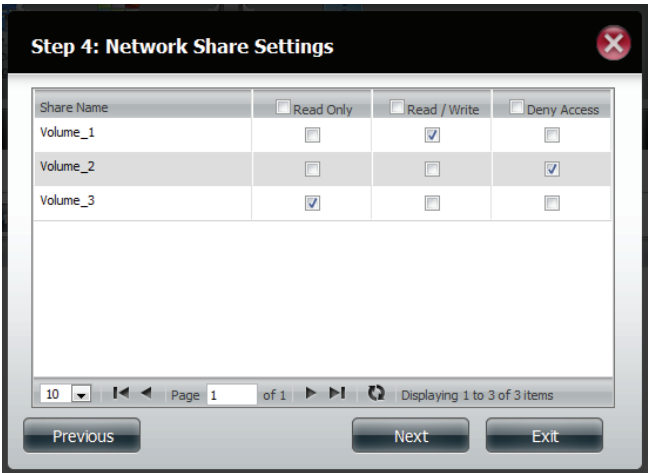 Step 4: Network Share Settings
Share Name Read Only Read / Write Deny Access
Volume_1
Volume_2
Volume_3
10 Page 1 of 1 Displaying 1 to 3 of 3 items
Previous Next Exit